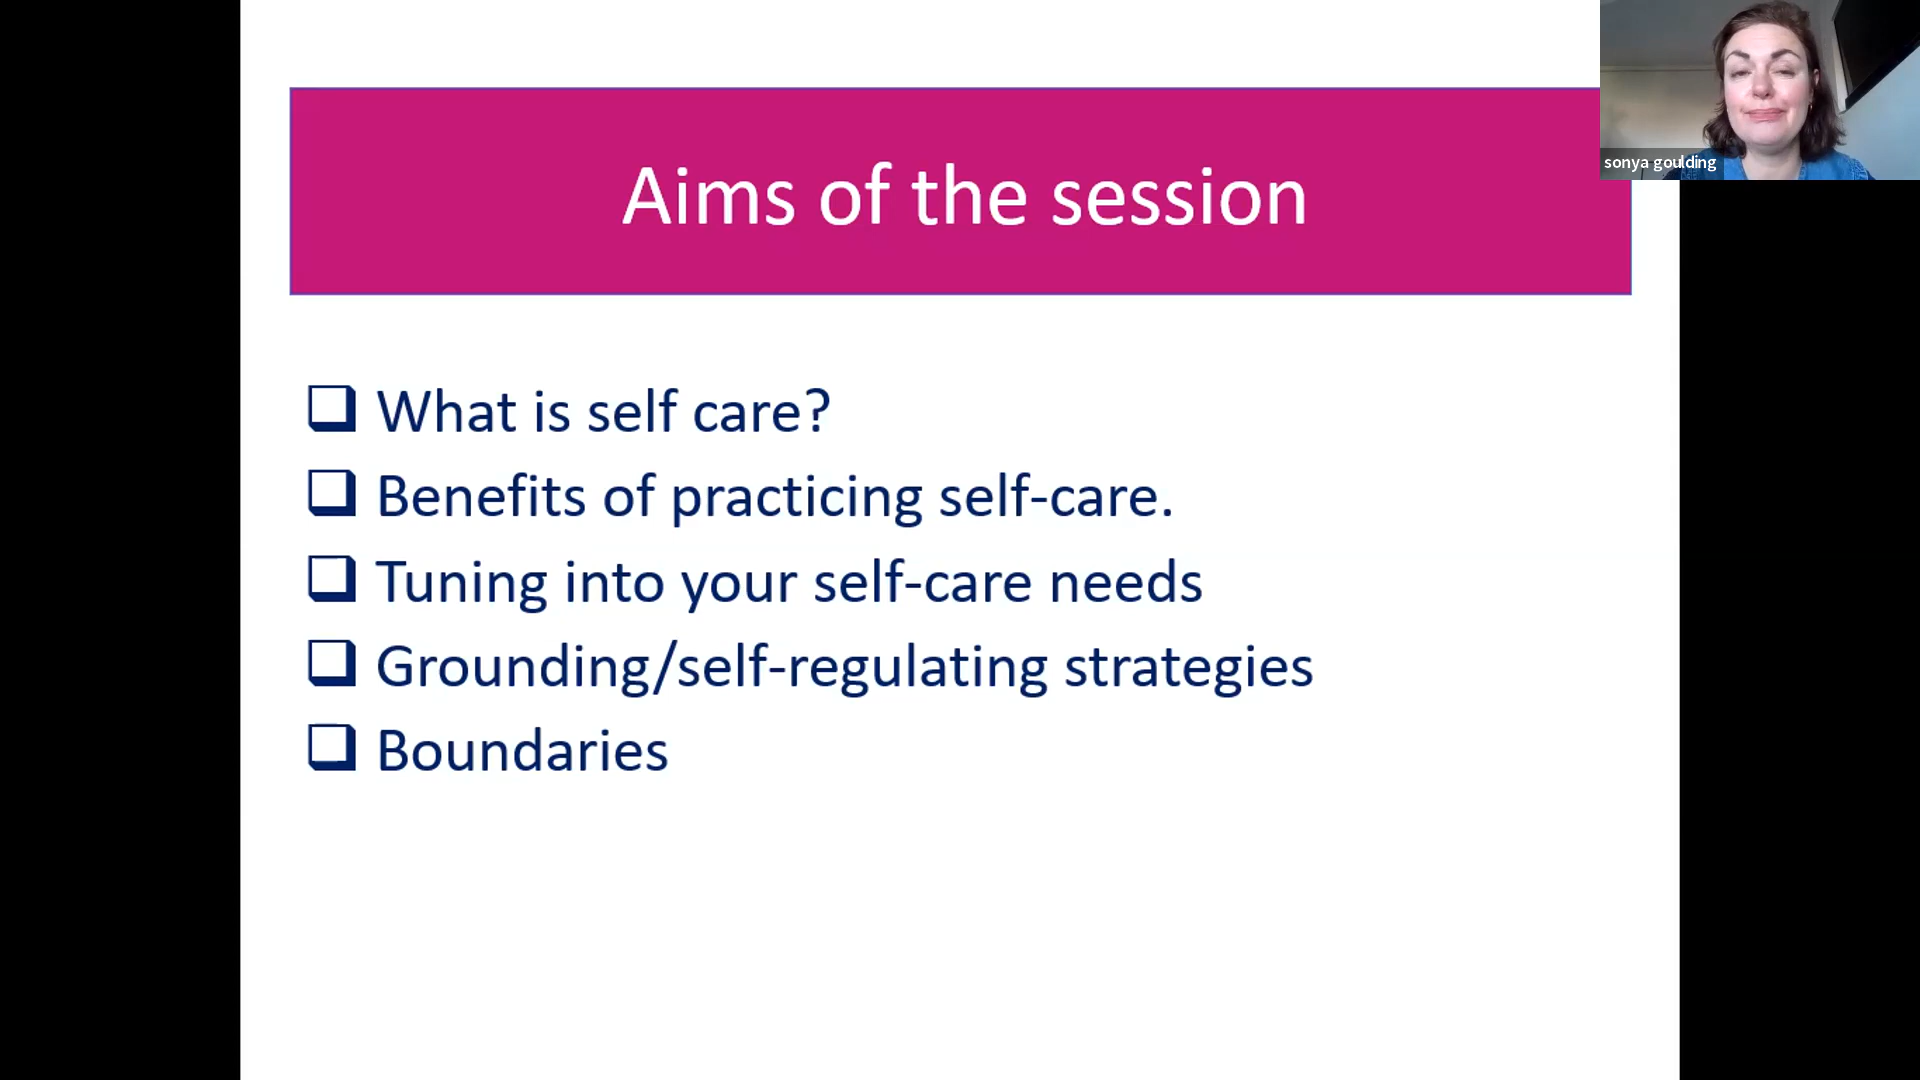 Aims of the session
sonya goulding
What is self care?
Benefits of practicing self-care.
Tuning into your self-care needs
Grounding/self-regulating strategies
Boundaries